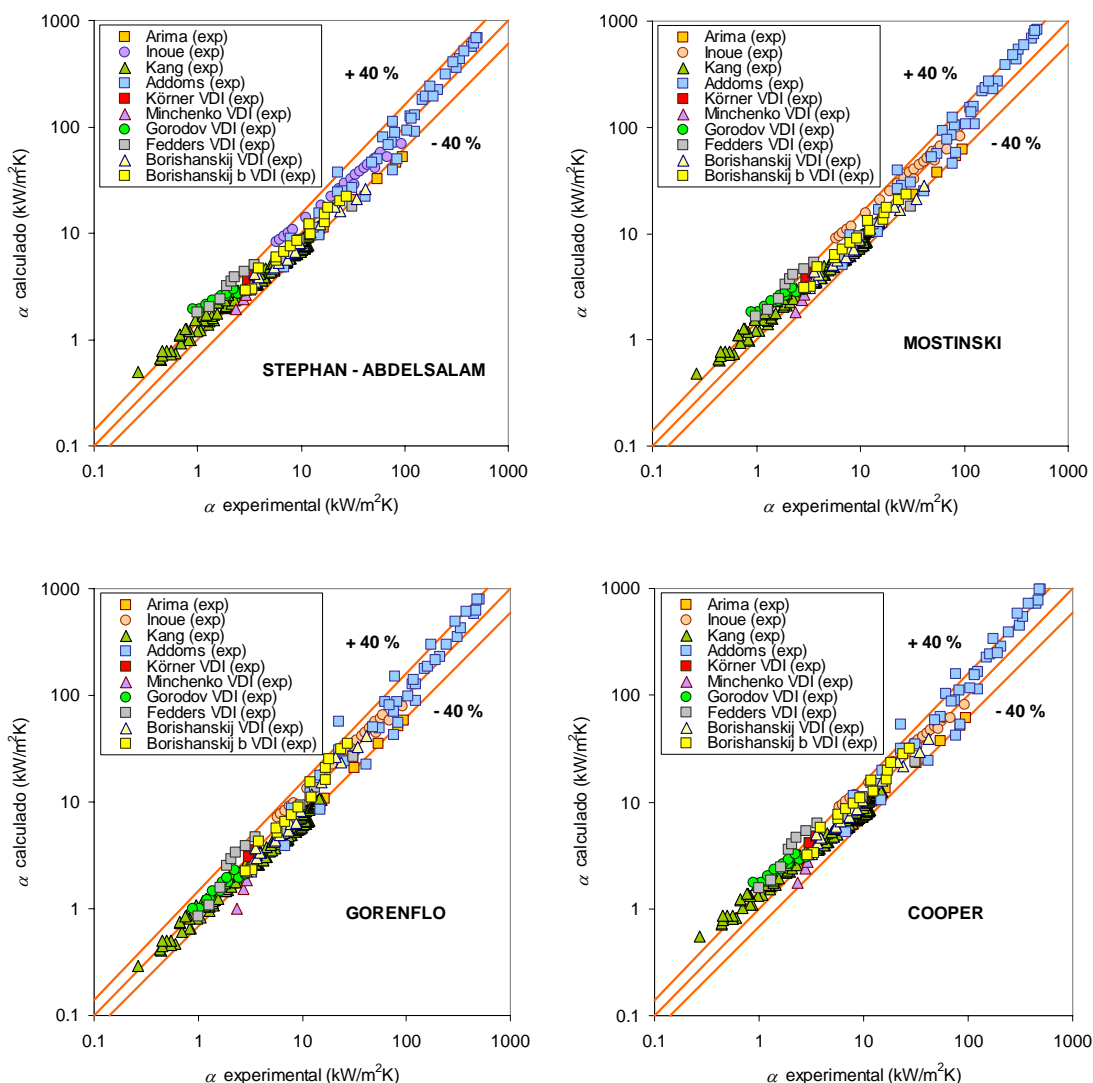 1000
100
10
1
0.1
α calculado (kW/m²K)
Arima (exp)
Inoue (exp)
Kang (exp)
Addoms (exp)
Körner VDI (exp)
Minchenko VDI (exp)
Gorodov VDI (exp)
Fedders VDI (exp)
Borishanskij VDI (exp)
Borishanskij b VDI (exp)
+ 40 %
- 40 %
STEPHAN - ABDELSALAM
0.1 1 10 100 1000
α experimental (kW/m²K)
1000
100
10
1
0.1
α calculado (kW/m²K)
Arima (exp)
Inoue (exp)
Kang (exp)
Addoms (exp)
Körner VDI (exp)
Minchenko VDI (exp)
Gorodov VDI (exp)
Fedders VDI (exp)
Borishanskij VDI (exp)
Borishanskij b VDI (exp)
+ 40 %
- 40 %
MOSTINSKI
0.1 1 10 100 1000
α experimental (kW/m²K)
1000
100
10
1
0.1
α calculado (kW/m²K)
Arima (exp)
Inoue (exp)
Kang (exp)
Addoms (exp)
Körner VDI (exp)
Minchenko VDI (exp)
Gorodov VDI (exp)
Fedders VDI (exp)
Borishanskij VDI (exp)
Borishanskij b VDI (exp)
+ 40 %
- 40 %
GORENFLO
0.1 1 10 100 1000
α experimental (kW/m²K)
1000
100
10
1
0.1
α calculado (kW/m²K)
Arima (exp)
Inoue (exp)
Kang (exp)
Addoms (exp)
Körner VDI (exp)
Minchenko VDI (exp)
Gorodov VDI (exp)
Fedders VDI (exp)
Borishanskij VDI (exp)
Borishanskij b VDI (exp)
+ 40 %
- 40 %
COOPER
0.1 1 10 100 1000
α experimental (kW/m²K)